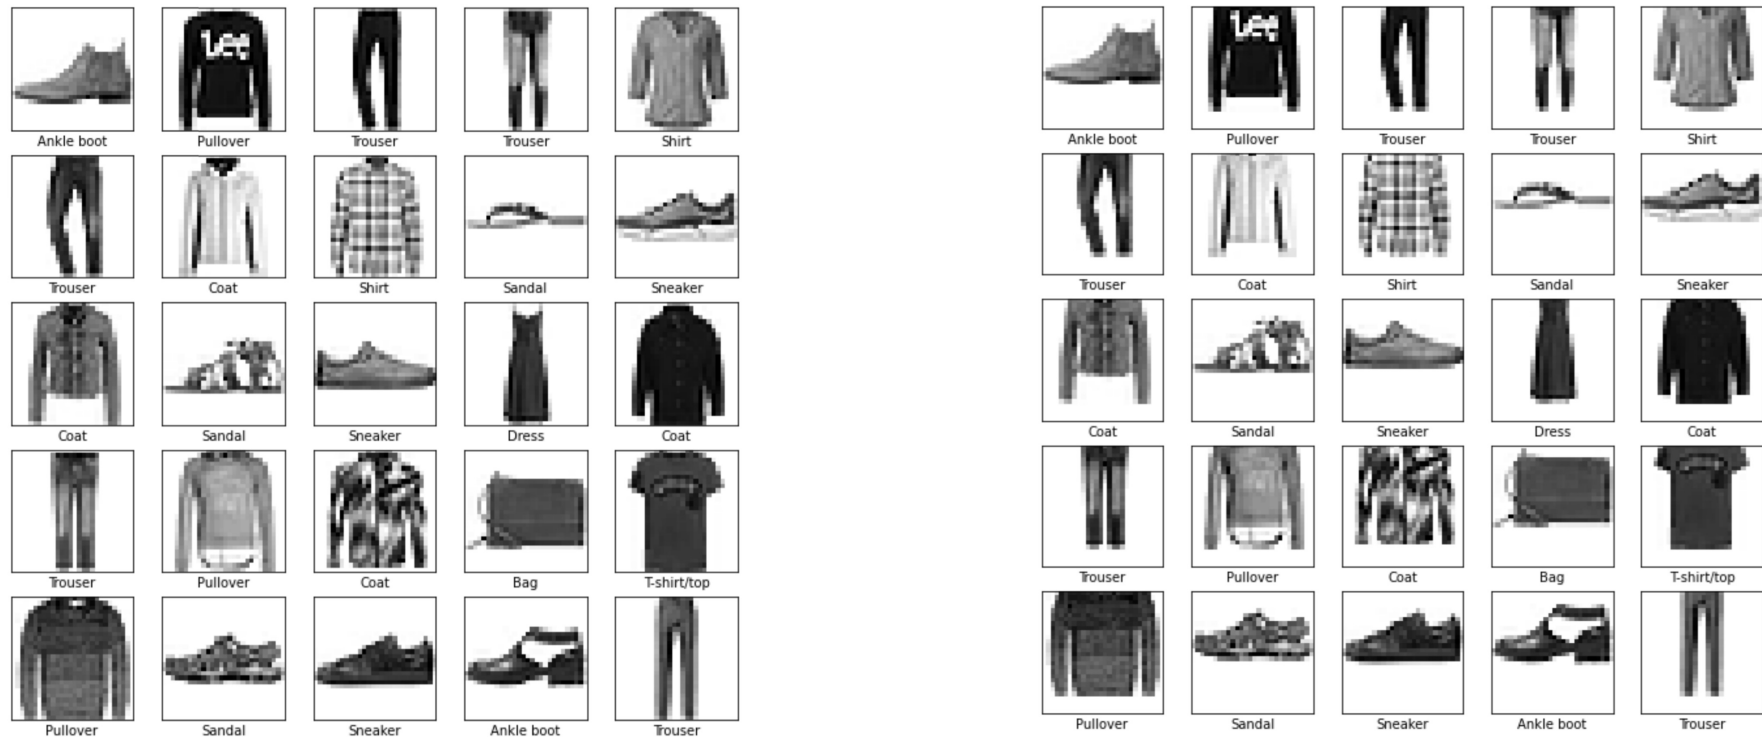 Lee
Lee
Ankle boot Pullover Trouser Trouser Shirt
Ankle boot Pullover Trouser Trouser Shirt
Trouser Coat Shirt Sandal Sneaker
Trouser Coat Shirt Sandal Sneaker
Coat Sandal Sneaker Dress Coat
Coat Sandal Sneaker Dress Coat
Trouser Pullover Coat Bag T-shirt/top
Trouser Pullover Coat Bag T-shirt/top
Pullover Sandal Sneaker Ankle boot Trouser
Pullover Sandal Sneaker Ankle boot Trouser